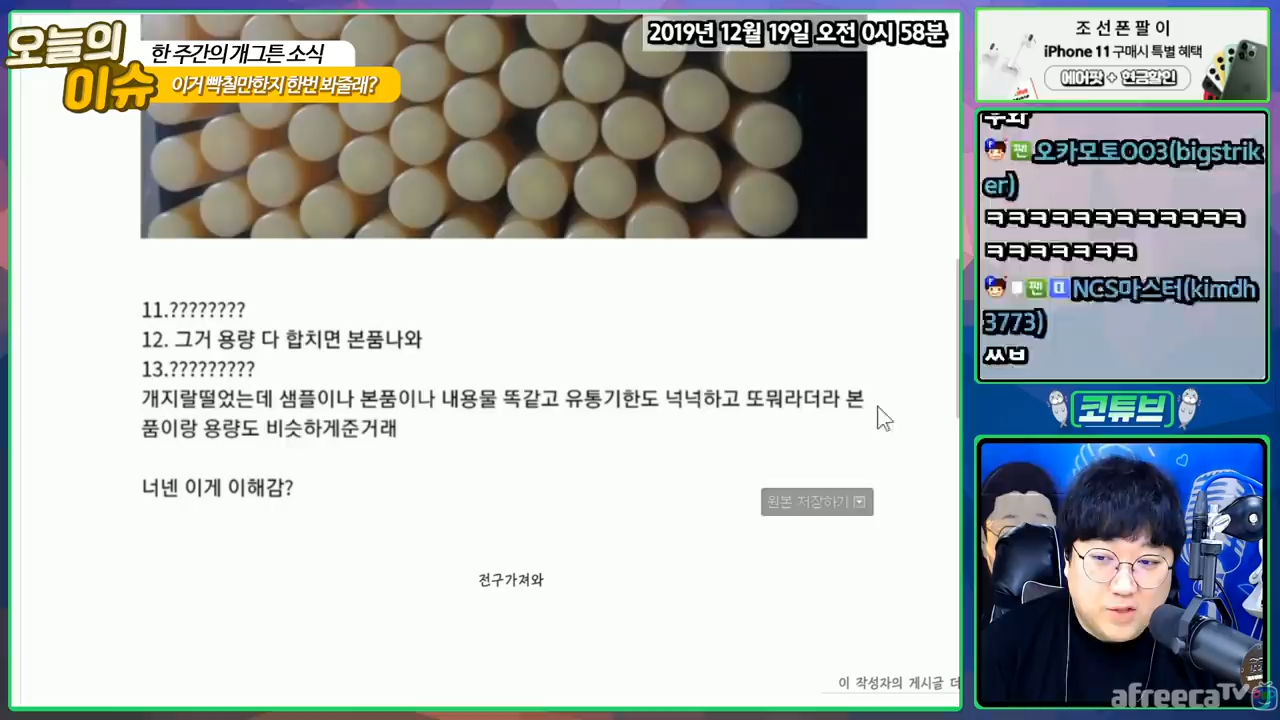 오늘의
이슈
한 주간의 개그튼 소식
이거 빡칠만한지 한번 봐줄래?
2019년 12월 19일 오전 0시 58분
11.????????
12. 그거 용량 다 합치면 본품나와
13.?????????
개지랄떨었는데 샘플이나 본품이나 내용물 똑같고 유통기한도 넉넉하고 또뭐라더라 본
품이랑 용량도 비슷하게준거래
너넨 이게 이해감?
원본 저장하기
전구가져와
이 작성자의 게시글 더
조선폰팔이
iPhone 11 구매시 특별 혜택
에어팟 + 현금할인
우와
오카모토OO3(bigstrik
er)
ㅋㅋㅋㅋㅋㅋㅋㅋㅋㅋㅋㅋ
ㅋㅋㅋㅋㅋㅋㅋ
NCS마스터(kimdh
3773)
ㅆㅂ
코튜브
afreecaTV